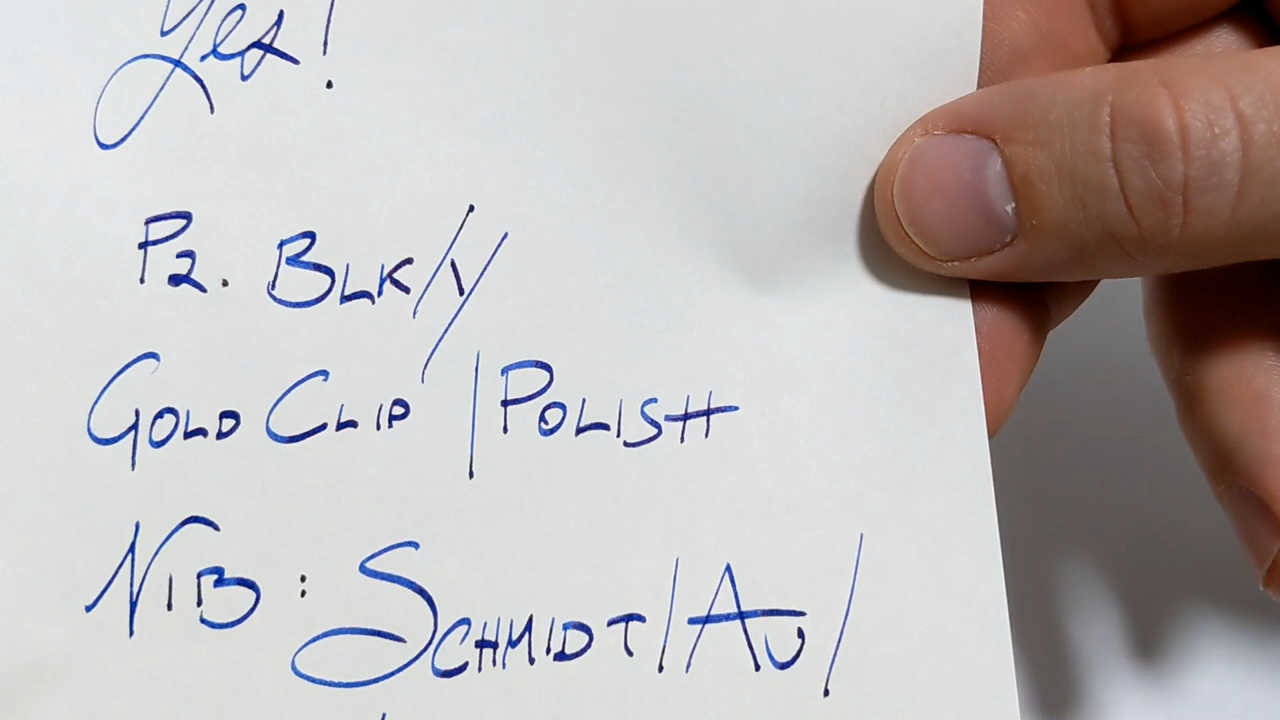 Yes!
P2. BLK/Y
GOLD CLIP / POLISH
NIB : SCHMIDT / AU /